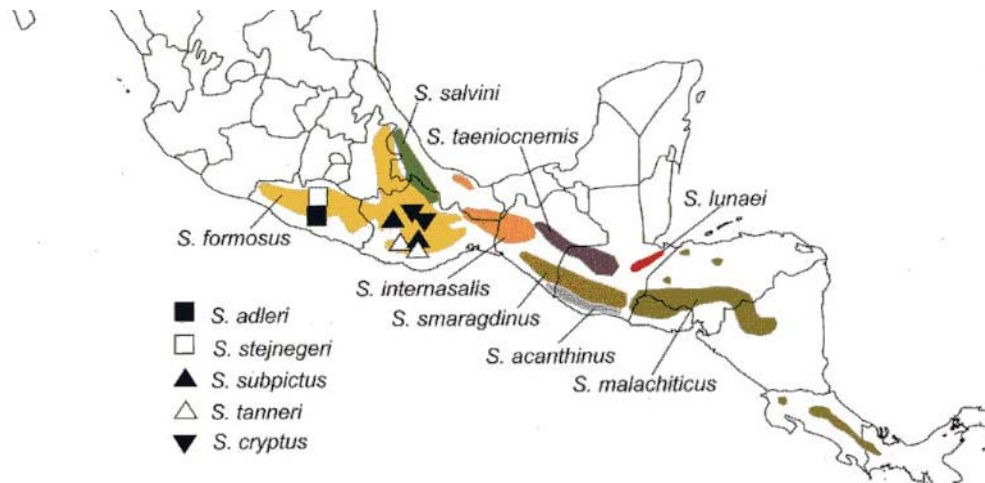 S. salvini
S. taeniocnemis
S. lunaei
S. formosus
S. internasalis
S. smaragdinus
S. acanthinus
S. malachiticus
S. adleri
S. stejnegeri
S. subpictus
S. tanneri
S. cryptus